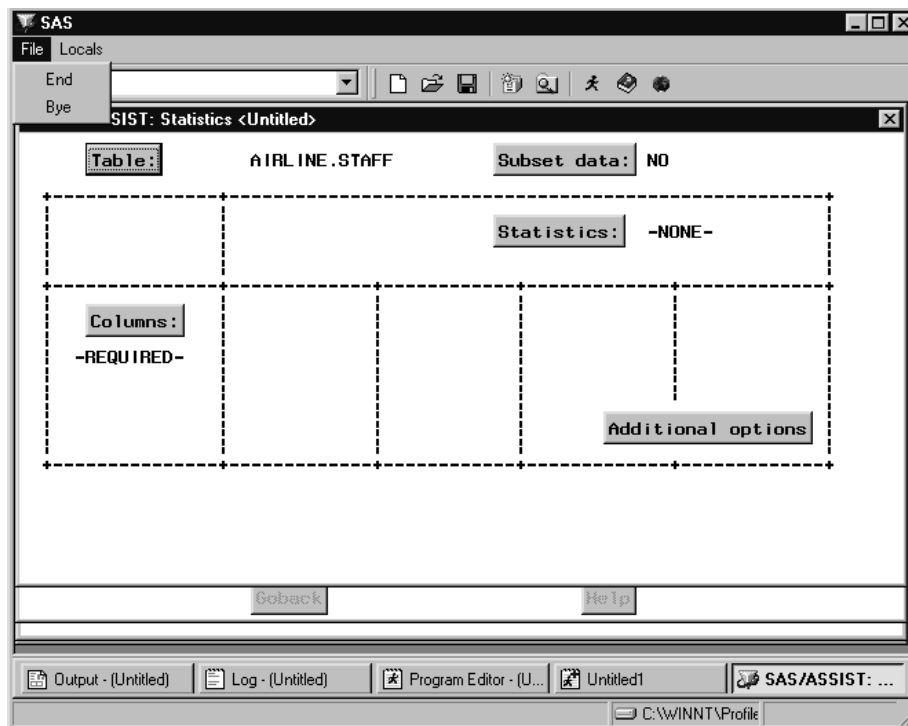 SAS
File Locals
End
Bye
SIST: Statistics <Untitled>
Table: AIRLINE.STAFF Subset data: NO
Statistics: -NONE-
Columns:
-REQUIRED-
Additional options
Goback Help
Output - (Untitled) Log - (Untitled) Program Editor - (U... Untitled1 SAS/ASSIST: ...
C:\WINNT\Profile